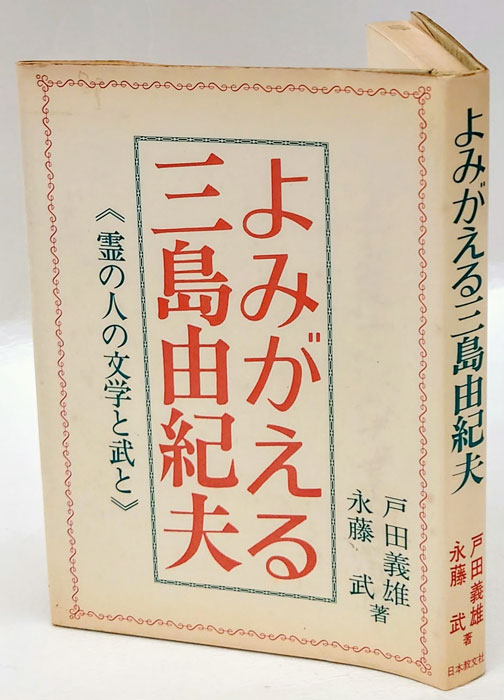 よみがえる
三島由紀夫
《霊の人の文学と武と》
戸田義雄
永藤 武 著
よみがえる三島由紀夫
戸田義雄
永藤 武 著
日本教文社